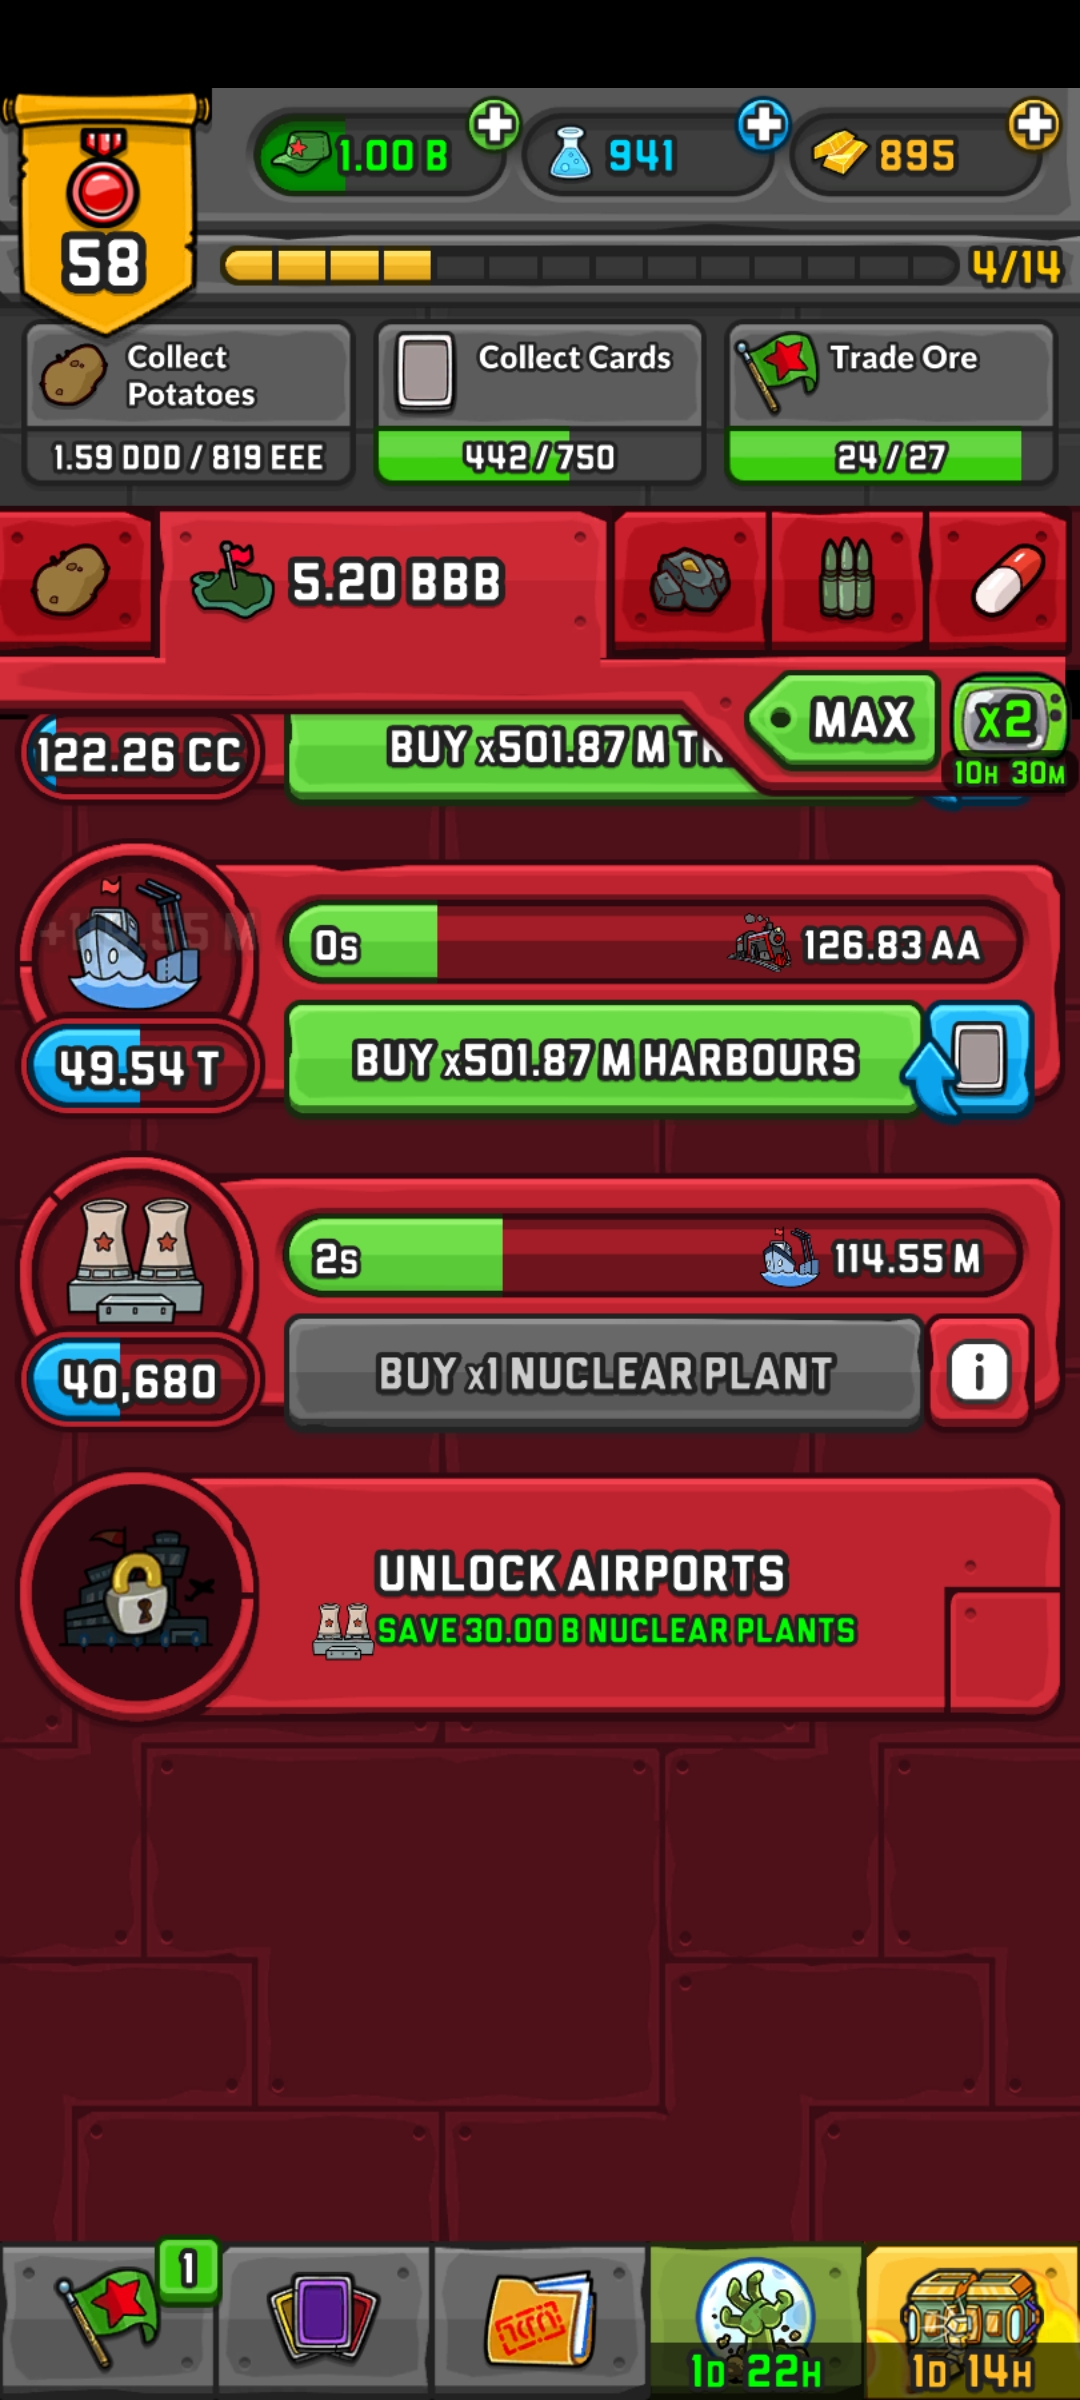 58
1.00 B
941
895
4/14
Collect
Potatoes
1.59 DDD / 819 EEE
Collect Cards
442/750
Trade Ore
24/27
5.20 BBB
MAX
x2
10H 30M
122.26 CC
BUY x501.87 M
0s
126.83 AA
49.54 T
BUY x501.87 M HARBOURS
2s
114.55 M
40,680
BUY x1 NUCLEAR PLANT
i
UNLOCK AIRPORTS
SAVE 30.00 B NUCLEAR PLANTS
1
1D 22H
1D 14H